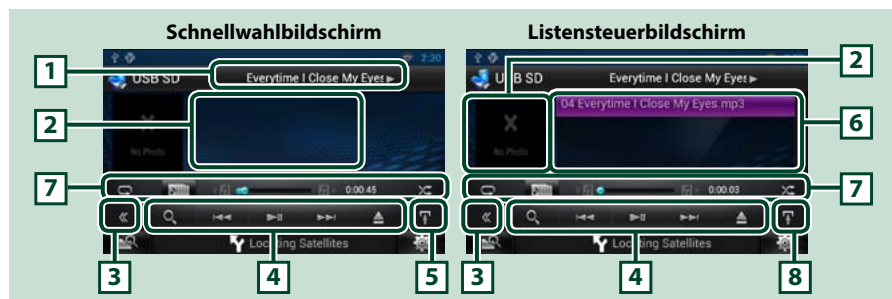 Schnellwahlbildschirm
Listensteuerbildschirm
2:30
USB SD
Everytime I Close My Eyes
No Photo
0:00:45
Locating Satellites
1
2
7
3
4
5
USB SD
Everytime I Close My Eyes
04 Everytime I Close My Eyes.mp3
No Photo
0:00:03
Locating Satellites
2
6
7
3
4
8